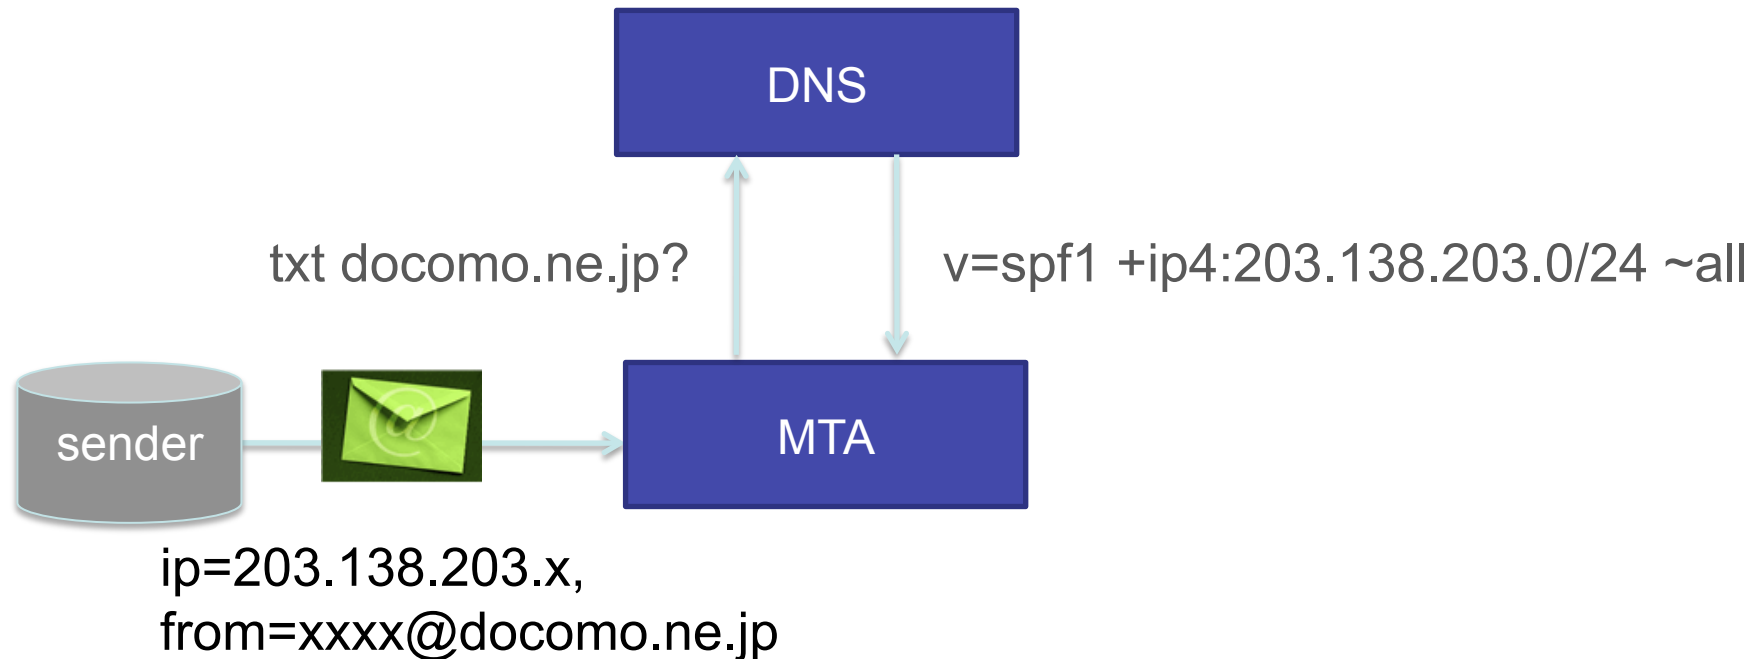 DNS
txt docomo.ne.jp?
v=spf1 +ip4:203.138.203.0/24 ~all
sender
@
MTA
ip=203.138.203.x,
from=xxxx@docomo.ne.jp